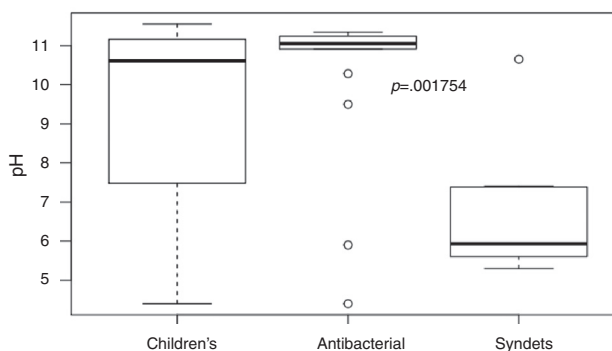 pH
11
10
9
8
7
6
5
p=.001754
Children's
Antibacterial
Syndets